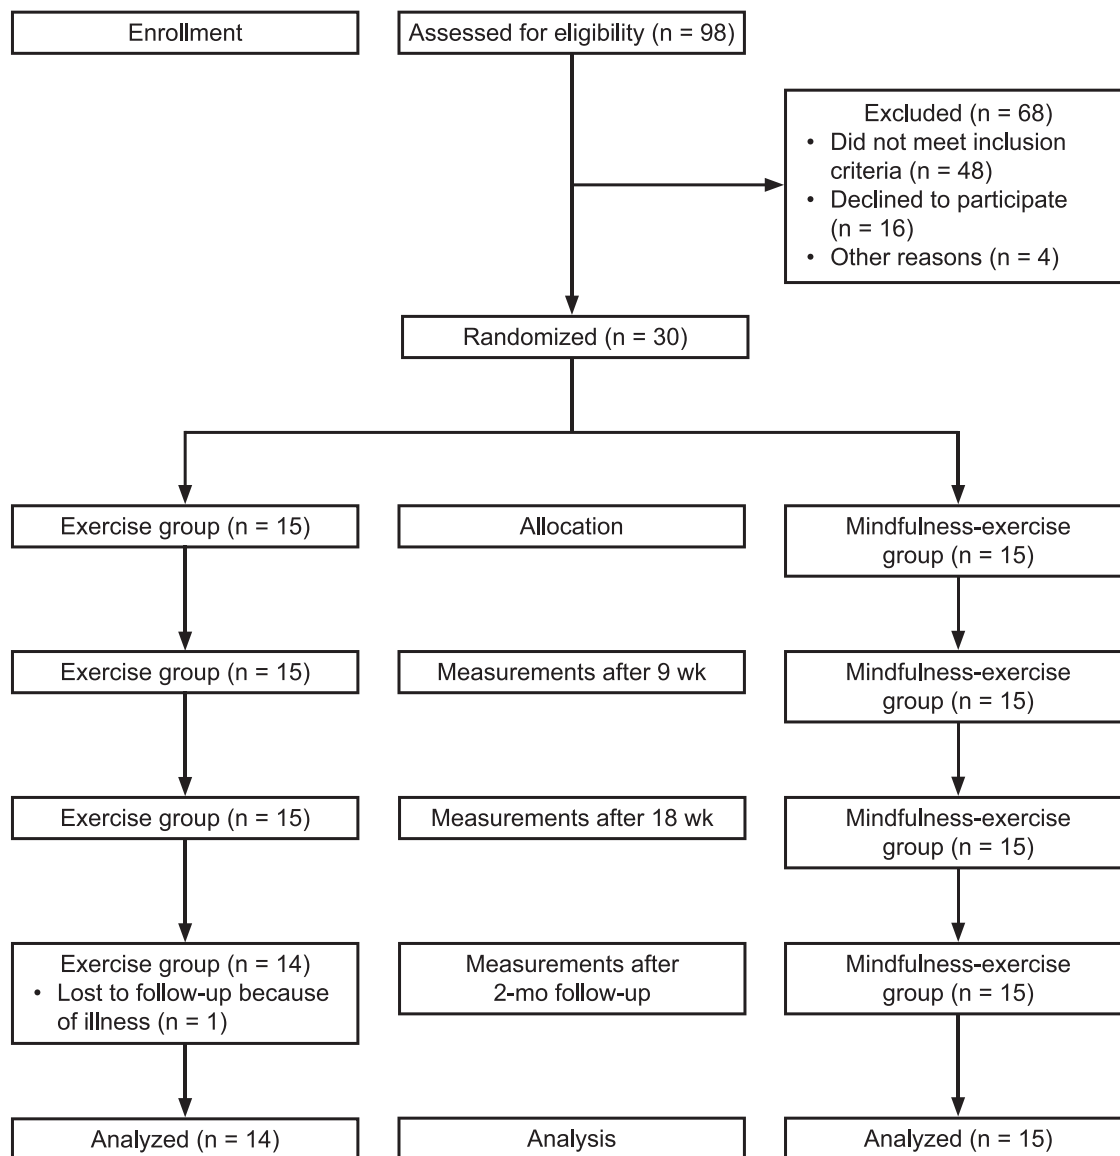 Enrollment
Assessed for eligibility (n = 98)
Excluded (n = 68)
• Did not meet inclusion
criteria (n = 48)
• Declined to participate
(n = 16)
• Other reasons (n = 4)
Randomized (n = 30)
Exercise group (n = 15)
Allocation
Mindfulness-exercise
group (n = 15)
Exercise group (n = 15)
Measurements after 9 wk
Mindfulness-exercise
group (n = 15)
Exercise group (n = 15)
Measurements after 18 wk
Mindfulness-exercise
group (n = 15)
Exercise group (n = 14)
• Lost to follow-up because
of illness (n = 1)
Measurements after
2-mo follow-up
Mindfulness-exercise
group (n = 15)
Analyzed (n = 14)
Analysis
Analyzed (n = 15)